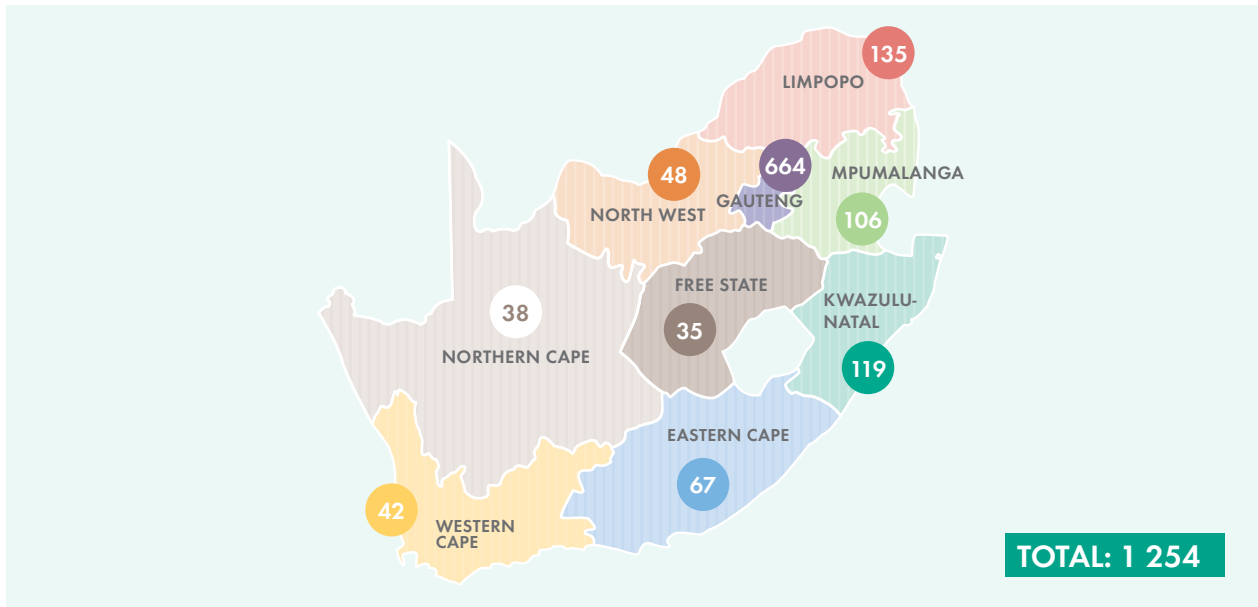 135
LIMPOPO
664
MPUMALANGA
48
GAUTENG
NORTH WEST
106
FREE STATE
KWAZULU-
NATAL
38
35
NORTHERN CAPE
119
EASTERN CAPE
67
42
WESTERN
CAPE
TOTAL: 1 254